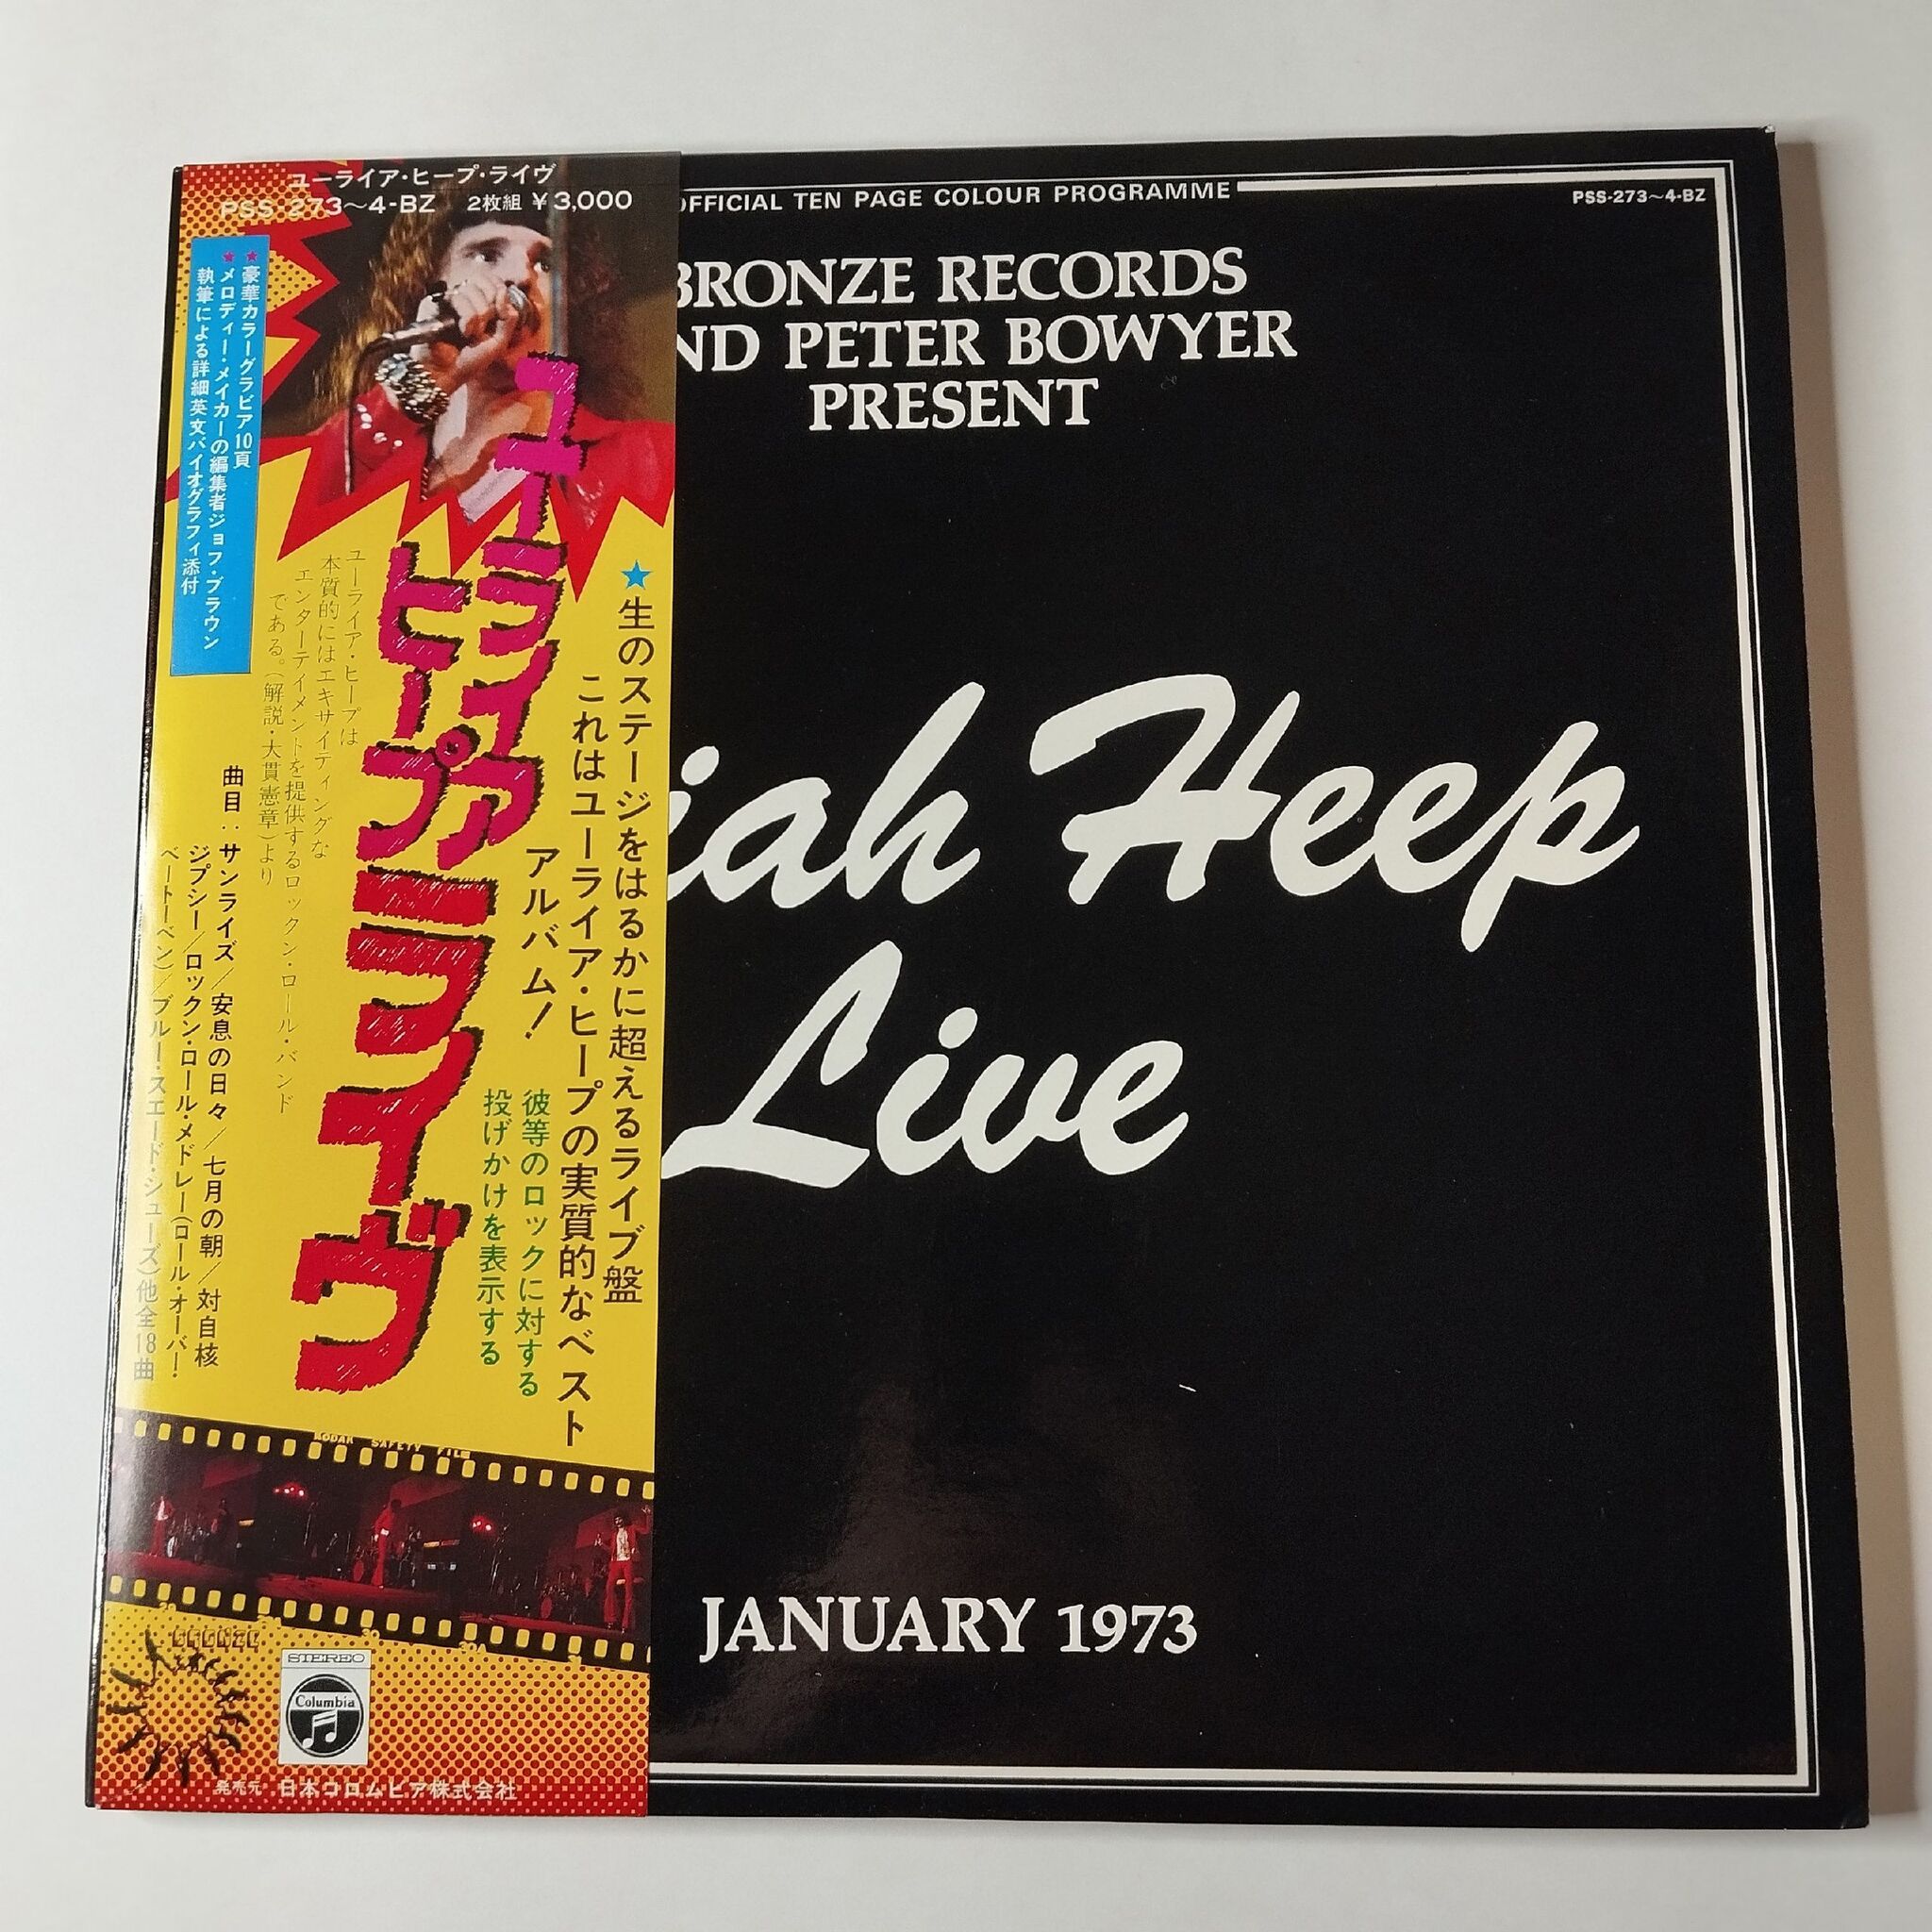 ユーライア・ヒープ・ライヴ
PSS-273〜4-BZ 2枚組 ¥3,000
★豪華カラーグラビア10頁
★メロディー・メイカーの編集者ジョフ・ブラウン
執筆による詳細英文バイオグラフィ添付
★生のステージをはるかに超えるライブ盤
これはユーライア・ヒープの実質的なベスト
アルバム!
彼等のロックに対する
投げかけを表示する
ユーライア
ヒープ
ライヴ
ユーライア・ヒープは
本質的にはエキサイティングな
エンターテイメントを提供するロックン・ロール・バンド
である。(解説・大貫憲章)より
曲目:サンライズ/安息の日々/七月の朝/対自核
ジプシー/ロックン・ロール・メドレー(ロール・オーバー・
ベートーベン)/ブルー・スエード・シューズ)他全18曲
KODAK SAFETY FILM
BRONZE
STEREO
Columbia
発売元 日本コロムビア株式会社
OFFICIAL TEN PAGE COLOUR PROGRAMME
PSS-273〜4-BZ
BRONZE RECORDS
ND PETER BOWYER
PRESENT
iah Heep
Live
JANUARY 1973